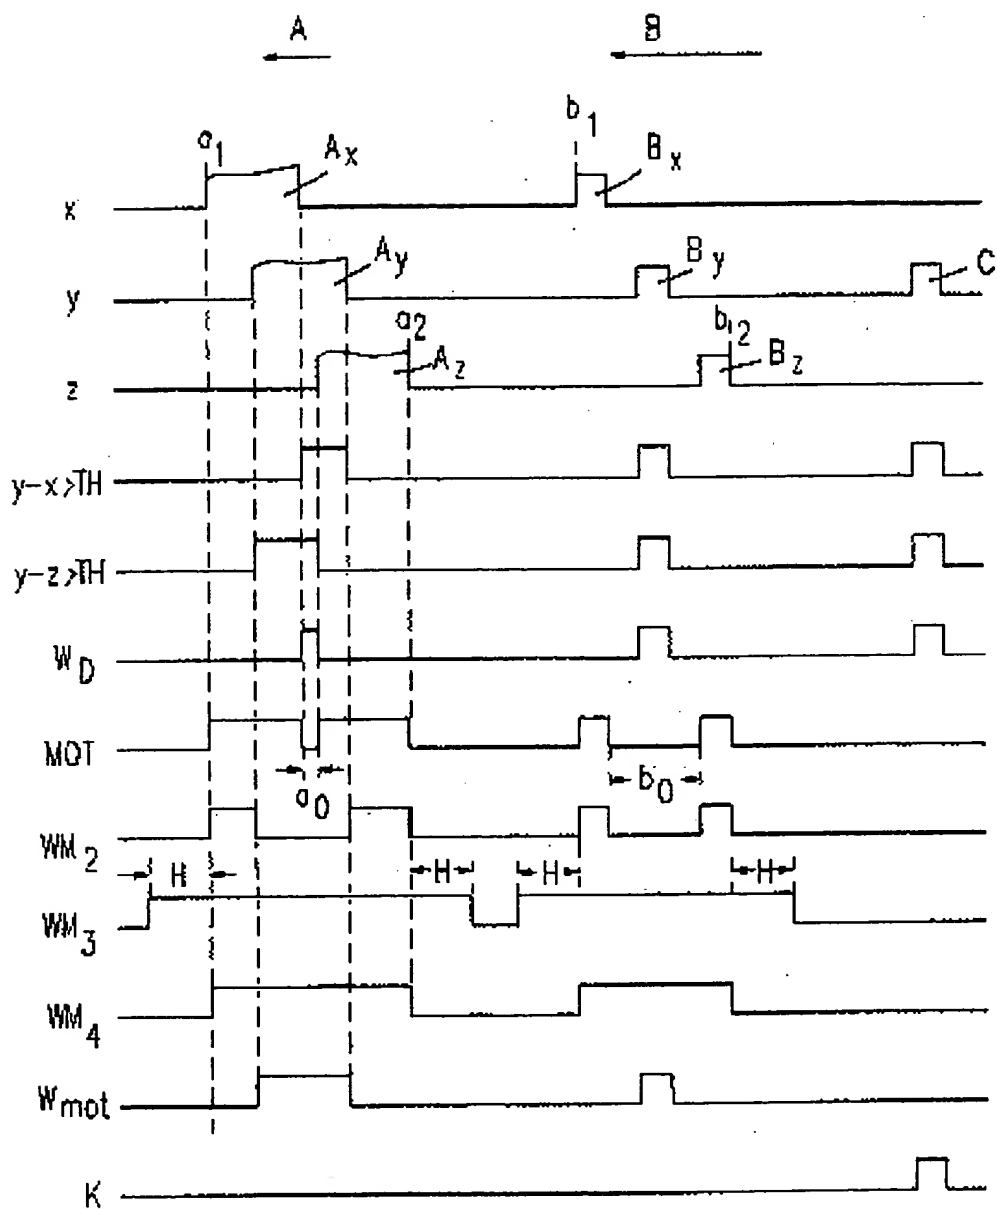 A B
a1 Ax b1 Bx
x
Ay By C
y
a2 Az b2 Bz
z
y-x>TH
y-z>TH
WD
MOT
a0 b0
WM2
H H H H
WM3
WM4
Wmot
K